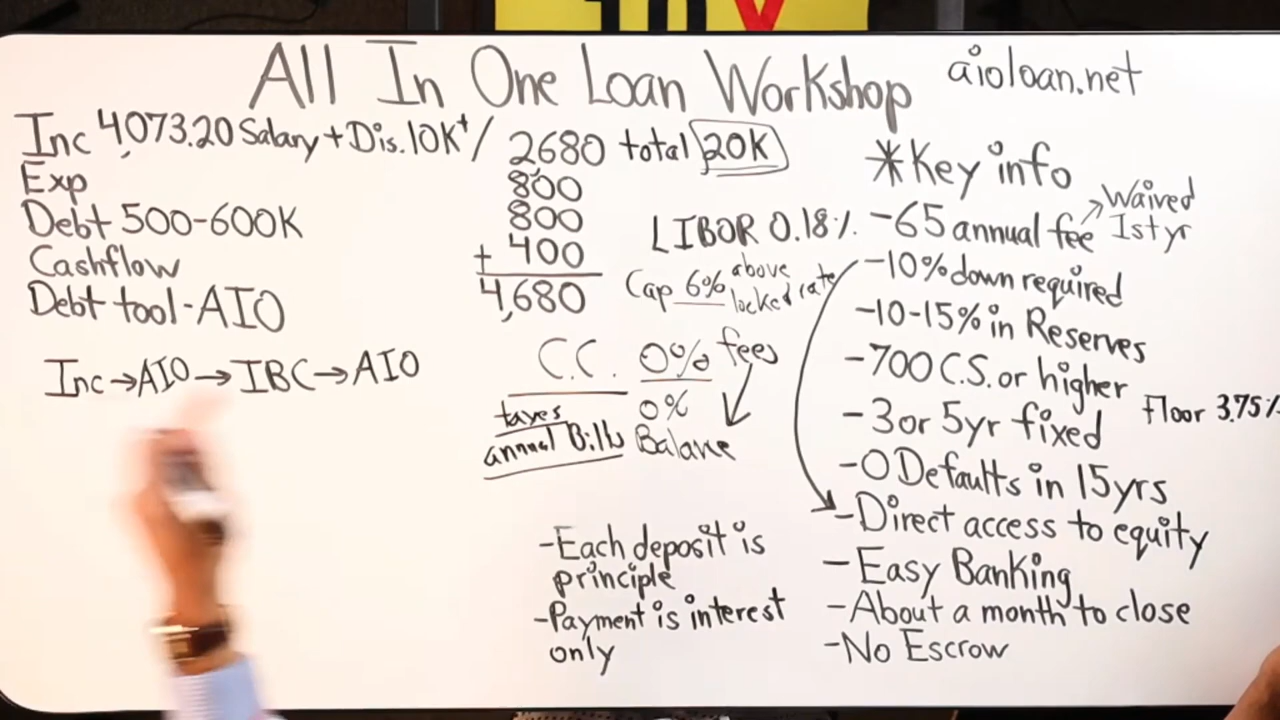 All In One Loan Workshop
aioloan.net
Inc 4,073.20 Salary + Dis. 10K+/
Exp
Debt 500-600K
Cashflow
Debt tool - AIO
Inc → AIO → IBC → AIO
2680 total 20K
800
800
+ 400
4,680
LIBOR 0.18%
Cap 6% above locked rate
C.C. 0% fees
taxes
annual Bills
0%
Balane
- Each deposit is
principle
- Payment is interest
only
* Key info
- 65 annual fee Waived
1st yr
- 10% down required
- 10-15% in Reserves
- 700 C.S. or higher
Floor 3.75%
- 3 or 5yr fixed
- 0 Defaults in 15yrs
- Direct access to equity
- Easy Banking
- About a month to close
- No Escrow